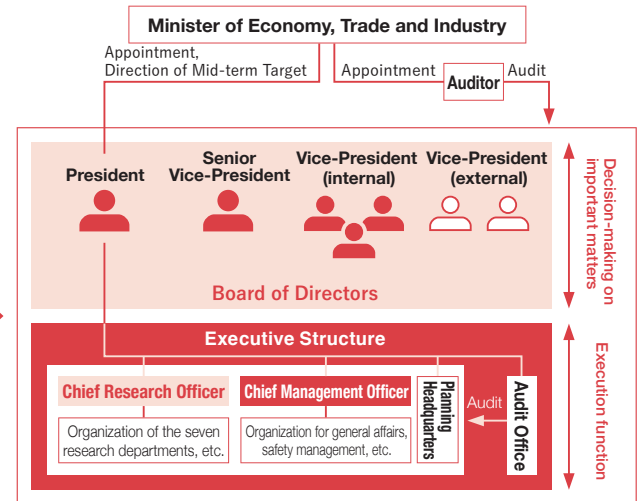 Minister of Economy, Trade and Industry
Appointment,
Direction of Mid-term Target
Appointment
Auditor
Audit
President
Senior
Vice-President
Vice-President
(internal)
Vice-President
(external)
Board of Directors
Decision-making on
important matters
Executive Structure
Chief Research Officer
Organization of the seven
research departments, etc.
Chief Management Officer
Organization for general affairs,
safety management, etc.
Planning
Headquarters
Audit
Audit Office
Execution function